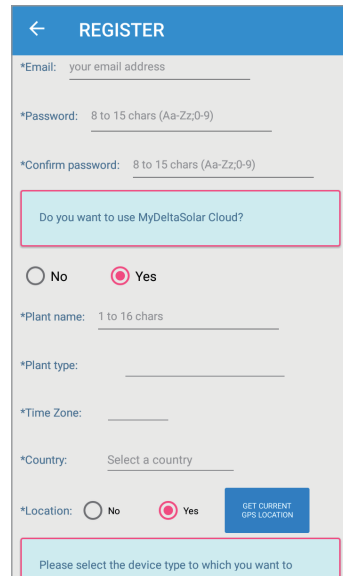 REGISTER
*Email: your email address
*Password: 8 to 15 chars (Aa-Zz;0-9)
*Confirm password: 8 to 15 chars (Aa-Zz;0-9)
Do you want to use MyDeltaSolar Cloud?
No Yes
*Plant name: 1 to 16 chars
*Plant type:
*Time Zone:
*Country: Select a country
*Location: No Yes GET CURRENT
GPS LOCATION
Please select the device type to which you want to